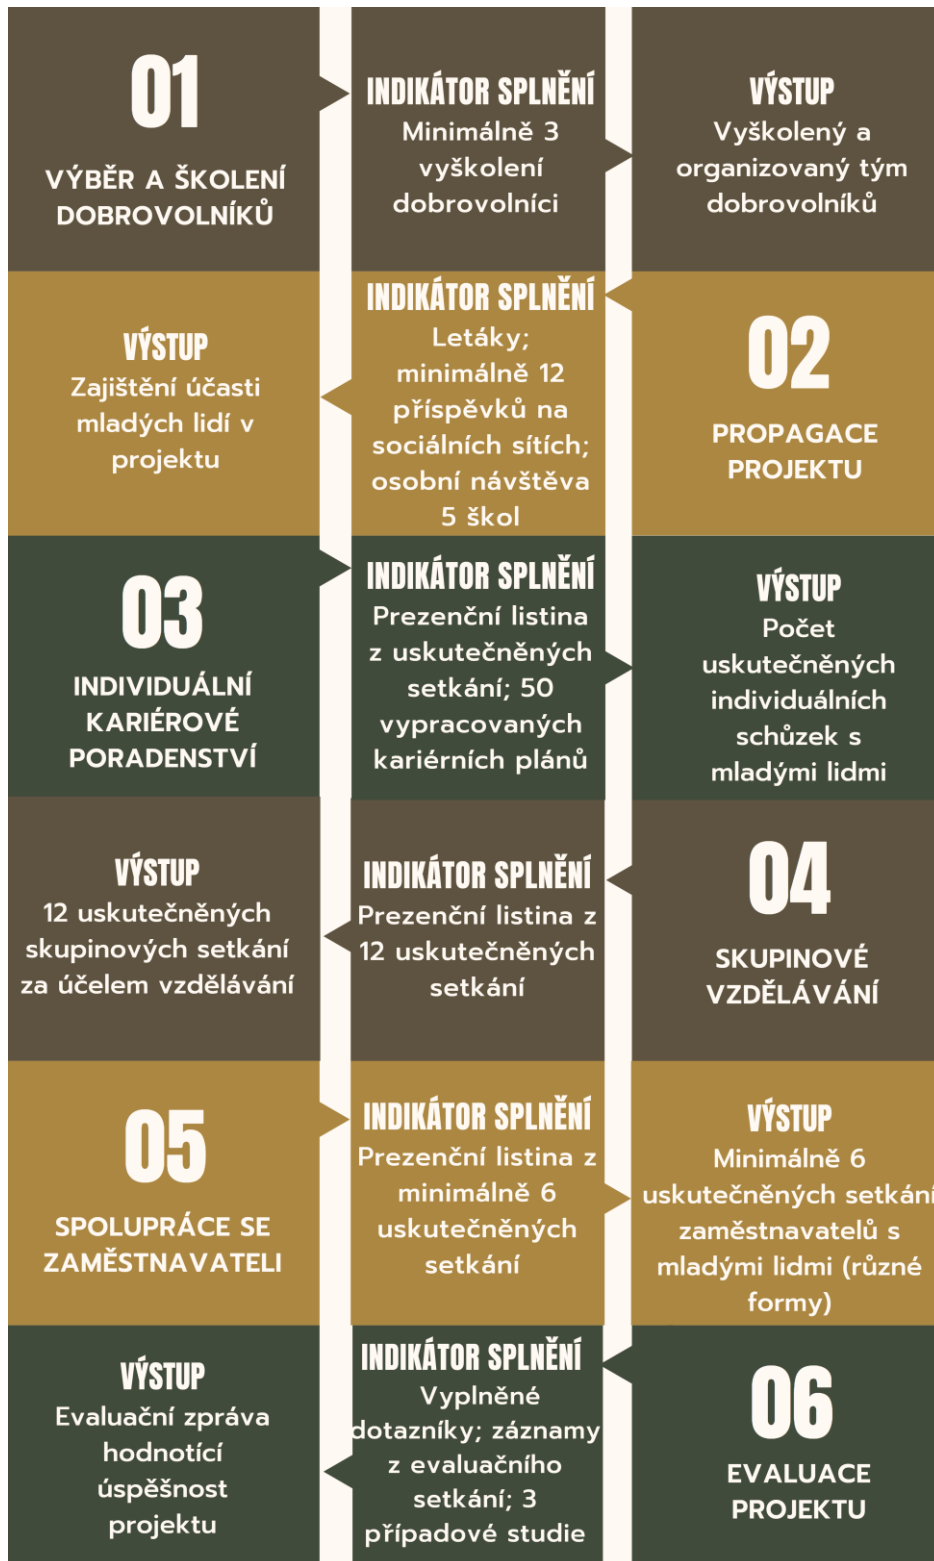 01
VÝBĚR A ŠKOLENÍ
DOBROVOLNÍKŮ
INDIKÁTOR SPLNĚNÍ
Minimálně 3
vyškolení
dobrovolníci
VÝSTUP
Vyškolený a
organizovaný tým
dobrovolníků
02
PROPAGACE
PROJEKTU
INDIKÁTOR SPLNĚNÍ
Letáky;
minimálně 12
příspěvků na
sociálních sítích;
osobní návštěva
5 škol
VÝSTUP
Zajištění účasti
mladých lidí v
projektu
03
INDIVIDUÁLNÍ
KARIÉROVÉ
PORADENSTVÍ
INDIKÁTOR SPLNĚNÍ
Prezenční listina
z uskutečněných
setkání; 50
vypracovaných
kariérních plánů
VÝSTUP
Počet
uskutečněných
individuálních
schůzek s
mladými lidmi
04
SKUPINOVÉ
VZDĚLÁVÁNÍ
INDIKÁTOR SPLNĚNÍ
Prezenční listina z
12 uskutečněných
setkání
VÝSTUP
12 uskutečněných
skupinových setkání
za účelem vzdělávání
05
SPOLUPRÁCE SE
ZAMĚSTNAVATELI
INDIKÁTOR SPLNĚNÍ
Prezenční listina z
minimálně 6
uskutečněných
setkání
VÝSTUP
Minimálně 6
uskutečněných setkání
zaměstnavatelů s
mladými lidmi (různé
formy)
06
EVALUACE
PROJEKTU
INDIKÁTOR SPLNĚNÍ
Vyplněné
dotazníky; záznamy
z evaluačního
setkání; 3
případové studie
VÝSTUP
Evaluační zpráva
hodnotící
úspěšnost
projektu